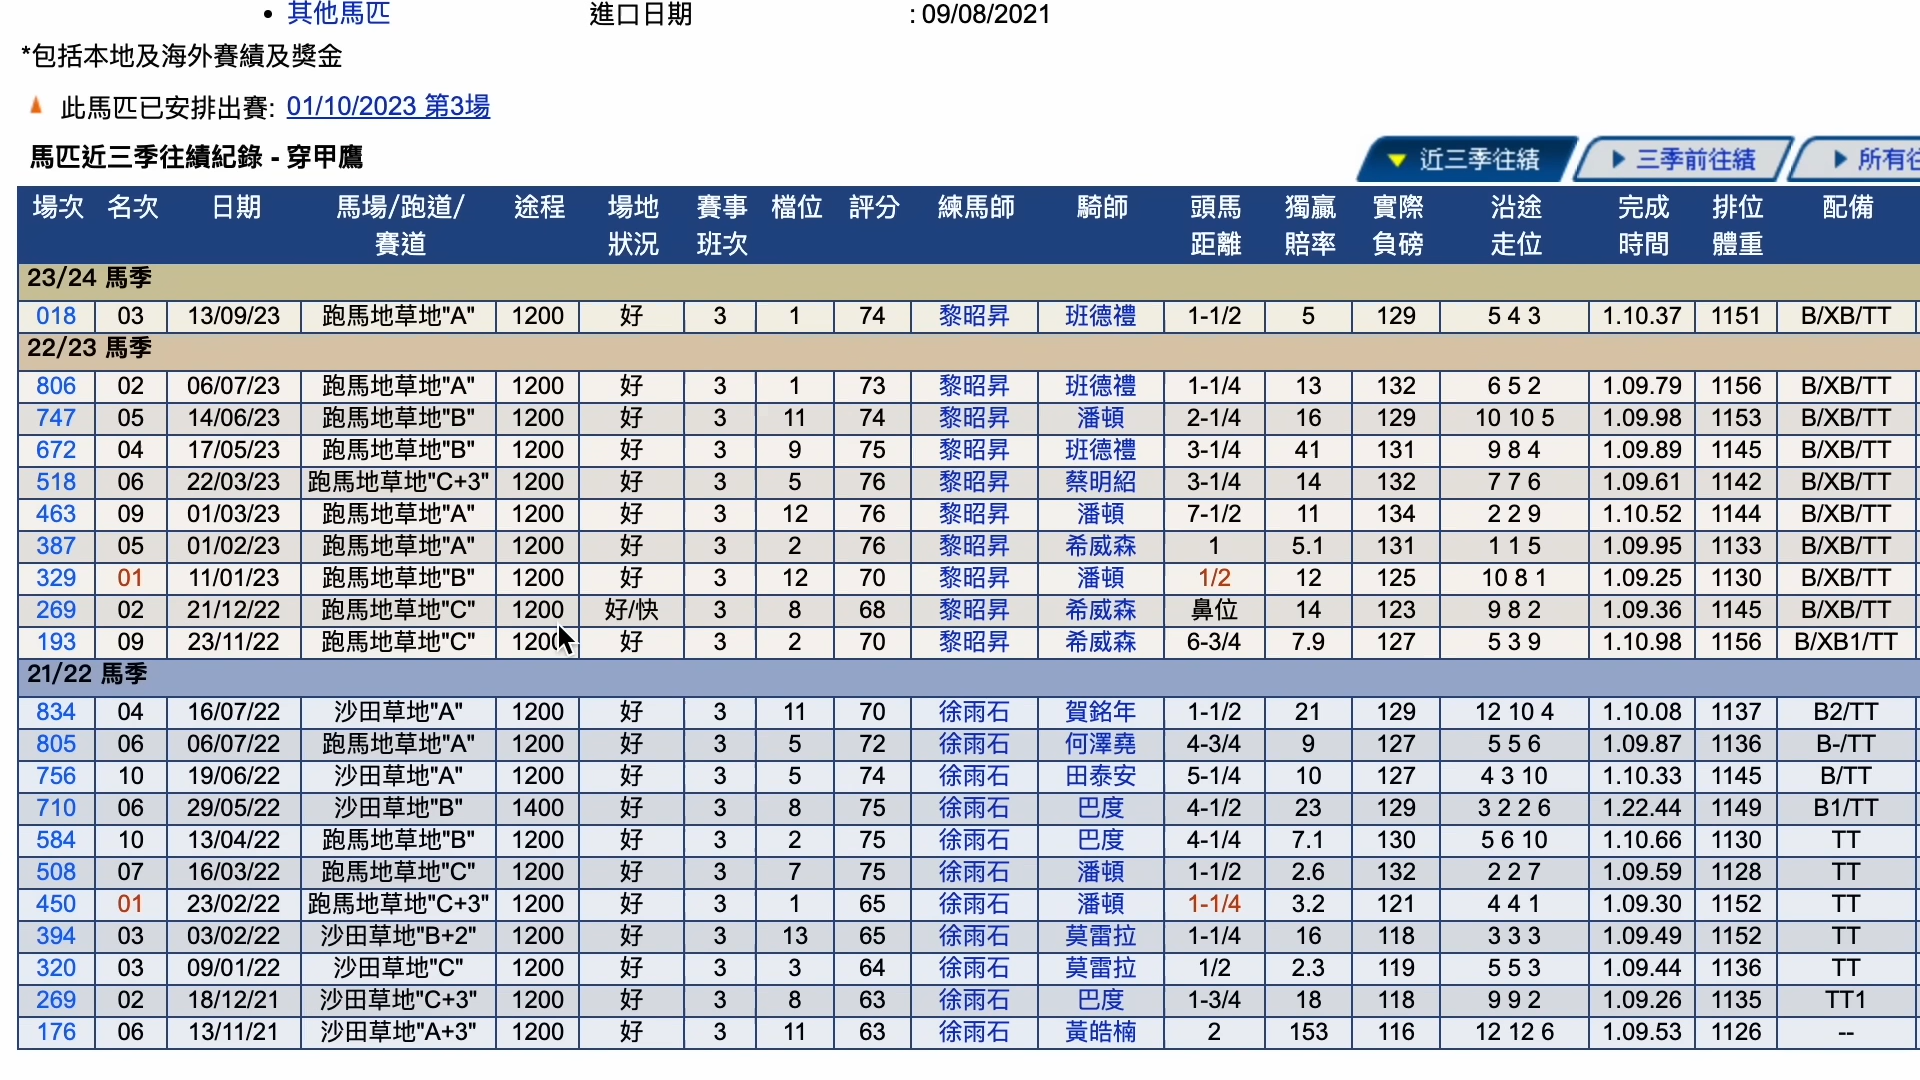 • 其他馬匹 進口日期 : 09/08/2021
*包括本地及海外賽績及獎金
此馬匹已安排出賽: 01/10/2023 第3場
馬匹近三季往績紀錄 - 穿甲鷹 近三季往績 三季前往績
場次 名次 日期 馬場/跑道/賽道 途程 場地狀況 賽事班次 檔位 評分 練馬師 騎師 頭馬距離 獨贏賠率 實際負磅 沿途走位 完成時間 排位體重 配備
23/24 馬季
018 03 13/09/23 跑馬地草地"A" 1200 好 3 1 74 黎昭昇 班德禮 1-1/2 5 129 5 4 3 1.10.37 1151 B/XB/TT
22/23 馬季
806 02 06/07/23 跑馬地草地"A" 1200 好 3 1 73 黎昭昇 班德禮 1-1/4 13 132 6 5 2 1.09.79 1156 B/XB/TT
747 05 14/06/23 跑馬地草地"B" 1200 好 3 11 74 黎昭昇 潘頓 2-1/4 16 129 10 10 5 1.09.98 1153 B/XB/TT
672 04 17/05/23 跑馬地草地"B" 1200 好 3 9 75 黎昭昇 班德禮 3-1/4 41 131 9 8 4 1.09.89 1145 B/XB/TT
518 06 22/03/23 跑馬地草地"C+3" 1200 好 3 5 76 黎昭昇 蔡明紹 3-1/4 14 132 7 7 6 1.09.61 1142 B/XB/TT
463 09 01/03/23 跑馬地草地"A" 1200 好 3 12 76 黎昭昇 潘頓 7-1/2 11 134 2 2 9 1.10.52 1144 B/XB/TT
387 05 01/02/23 跑馬地草地"A" 1200 好 3 2 76 黎昭昇 希威森 1 5.1 131 1 1 5 1.09.95 1133 B/XB/TT
329 01 11/01/23 跑馬地草地"B" 1200 好 3 12 70 黎昭昇 潘頓 1/2 12 125 10 8 1 1.09.25 1130 B/XB/TT
269 02 21/12/22 跑馬地草地"C" 1200 好/快 3 8 68 黎昭昇 希威森 鼻位 14 123 9 8 2 1.09.36 1145 B/XB/TT
193 09 23/11/22 跑馬地草地"C" 1200 好 3 2 70 黎昭昇 希威森 6-3/4 7.9 127 5 3 9 1.10.98 1156 B/XB1/TT
21/22 馬季
834 04 16/07/22 沙田草地"A" 1200 好 3 11 70 徐雨石 賀銘年 1-1/2 21 129 12 10 4 1.10.08 1137 B2/TT
805 06 06/07/22 跑馬地草地"A" 1200 好 3 5 72 徐雨石 何澤堯 4-3/4 9 127 5 5 6 1.09.87 1136 B-/TT
756 10 19/06/22 沙田草地"A" 1200 好 3 5 74 徐雨石 田泰安 5-1/4 10 127 4 3 10 1.10.33 1145 B/TT
710 06 29/05/22 沙田草地"B" 1400 好 3 8 75 徐雨石 巴度 4-1/2 23 129 3 2 2 6 1.22.44 1149 B1/TT
584 10 13/04/22 跑馬地草地"B" 1200 好 3 2 75 徐雨石 巴度 4-1/4 7.1 130 5 6 10 1.10.66 1130 TT
508 07 16/03/22 跑馬地草地"C" 1200 好 3 7 75 徐雨石 潘頓 1-1/2 2.6 132 2 2 7 1.09.59 1128 TT
450 01 23/02/22 跑馬地草地"C+3" 1200 好 3 1 65 徐雨石 潘頓 1-1/4 3.2 121 4 4 1 1.09.30 1152 TT
394 03 03/02/22 沙田草地"B+2" 1200 好 3 13 65 徐雨石 莫雷拉 1-1/4 16 118 3 3 3 1.09.49 1152 TT
320 03 09/01/22 沙田草地"C" 1200 好 3 3 64 徐雨石 莫雷拉 1/2 2.3 119 5 5 3 1.09.44 1136 TT
269 02 18/12/21 沙田草地"C+3" 1200 好 3 8 63 徐雨石 巴度 1-3/4 18 118 9 9 2 1.09.26 1135 TT1
176 06 13/11/21 沙田草地"A+3" 1200 好 3 11 63 徐雨石 黃皓楠 2 153 116 12 12 6 1.09.53 1126 --